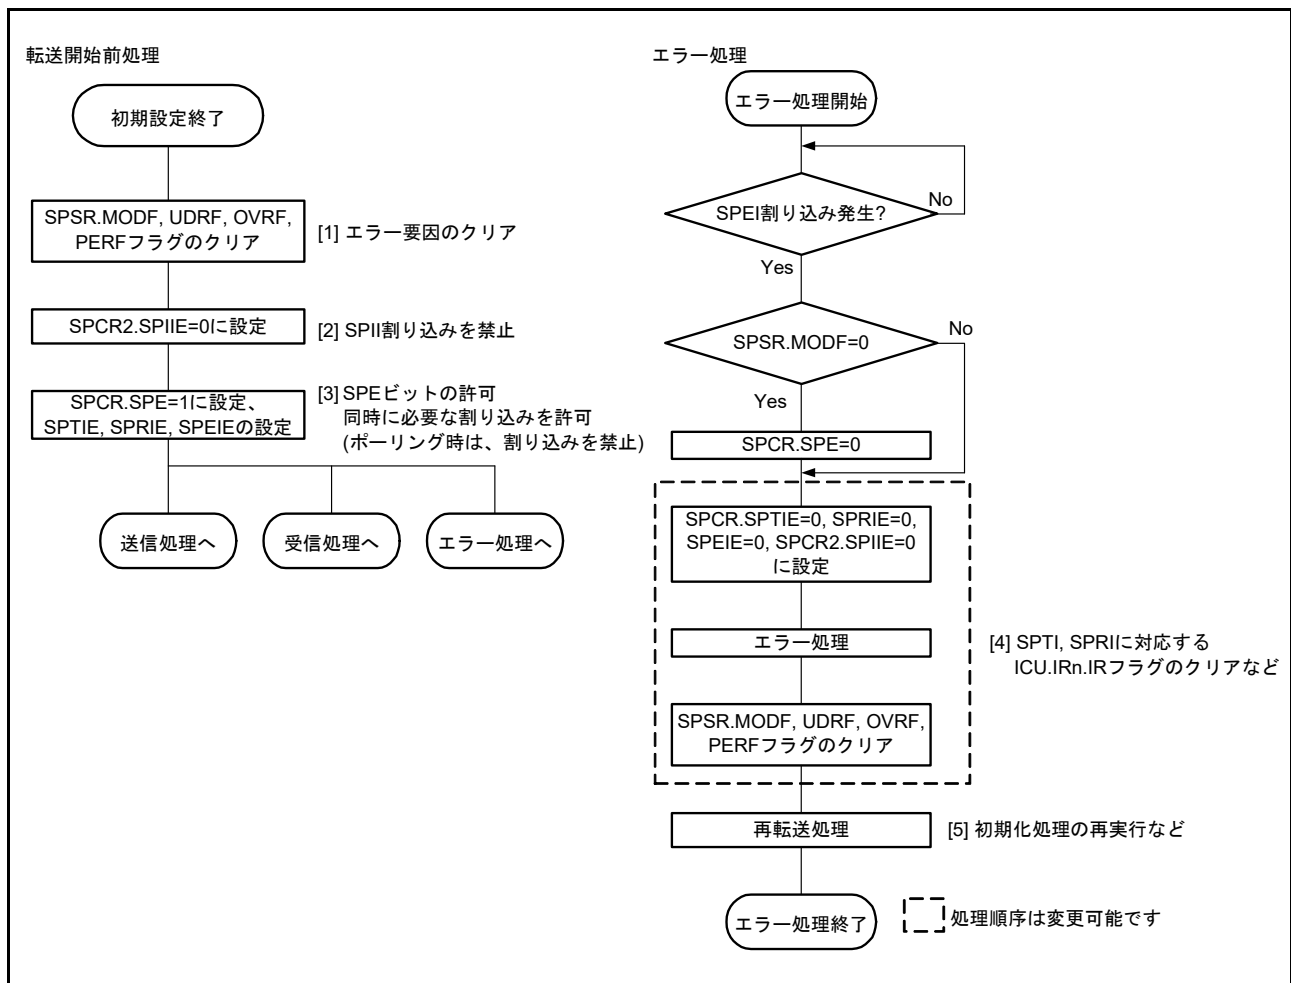 転送開始前処理
初期設定終了
SPSR.MODF, UDRF, OVRF,
PERFフラグのクリア
[1] エラー要因のクリア
SPCR2.SPIIE=0に設定
[2] SPII割り込みを禁止
SPCR.SPE=1に設定、
SPTIE, SPRIE, SPEIEの設定
[3] SPEビットの許可
同時に必要な割り込みを許可
(ポーリング時は、割り込みを禁止)
送信処理へ
受信処理へ
エラー処理へ
エラー処理
エラー処理開始
SPEI割り込み発生?
No
Yes
SPSR.MODF=0
No
Yes
SPCR.SPE=0
SPCR.SPTIE=0, SPRIE=0,
SPEIE=0, SPCR2.SPIIE=0
に設定
エラー処理
[4] SPTI, SPRIに対応する
ICU.IRn.IRフラグのクリアなど
SPSR.MODF, UDRF, OVRF,
PERFフラグのクリア
再転送処理
[5] 初期化処理の再実行など
エラー処理終了
処理順序は変更可能です